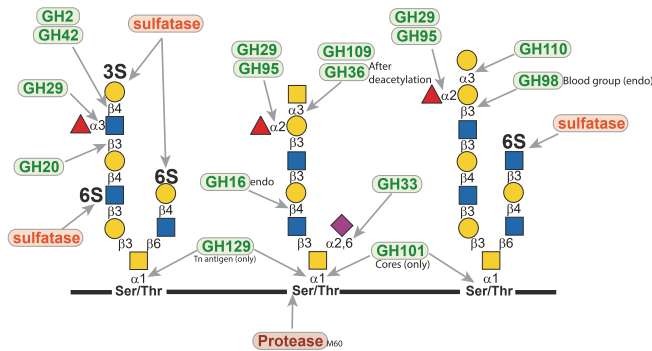 GH2
GH42
sulfatase
3S
GH29
β4
α3
β3
GH20
6S
β4
β3
sulfatase
6S
β4
β3
β6
α1
GH29
GH95
GH109
GH36
After
deacetylation
α3
α2
β3
GH16 endo
β4
β3
GH33
β3
α2,6
GH129
Tn antigen (only)
α1
GH101
Cores (only)
GH29
GH95
GH110
α3
α2
GH98 Blood group (endo)
β3
β3
β4
sulfatase
6S
β3
β4
β3
β6
α1
Ser/Thr
Ser/Thr
Ser/Thr
Protease M60